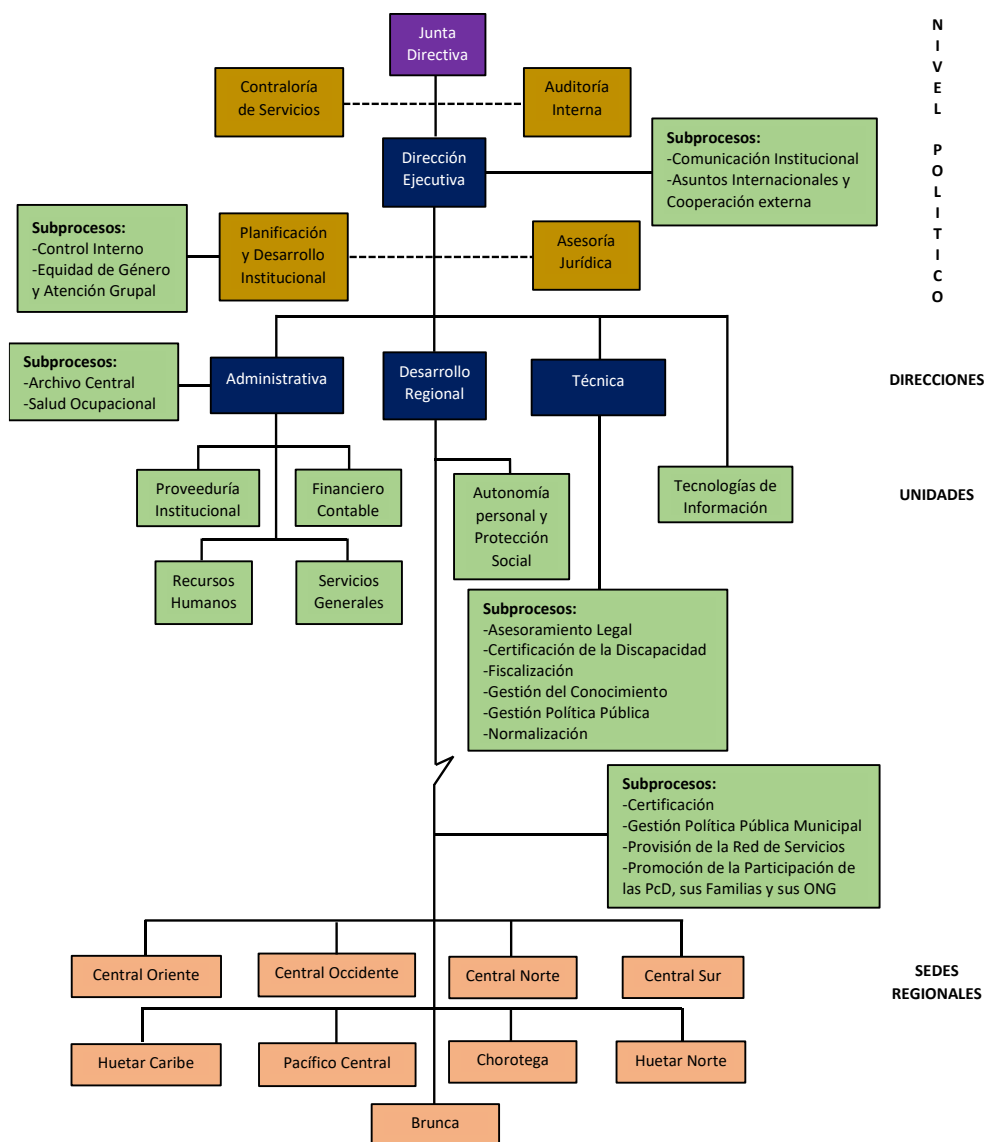 Junta
Directiva
Contraloría
de Servicios
Auditoría
Interna
Dirección
Ejecutiva
Subprocesos:
-Comunicación Institucional
-Asuntos Internacionales y
Cooperación externa
Subprocesos:
-Control Interno
-Equidad de Género
y Atención Grupal
Planificación
y Desarrollo
Institucional
Asesoría
Jurídica
NIVEL POLITICO
Subprocesos:
-Archivo Central
-Salud Ocupacional
Administrativa
Desarrollo
Regional
Técnica
DIRECCIONES
Proveeduría
Institucional
Financiero
Contable
Autonomía
personal y
Protección
Social
Tecnologías de
Información
UNIDADES
Recursos
Humanos
Servicios
Generales
Subprocesos:
-Asesoramiento Legal
-Certificación de la Discapacidad
-Fiscalización
-Gestión del Conocimiento
-Gestión Política Pública
-Normalización
Subprocesos:
-Certificación
-Gestión Política Pública Municipal
-Provisión de la Red de Servicios
-Promoción de la Participación de
las PcD, sus Familias y sus ONG
Central Oriente
Central Occidente
Central Norte
Central Sur
SEDES
REGIONALES
Huetar Caribe
Pacífico Central
Chorotega
Huetar Norte
Brunca